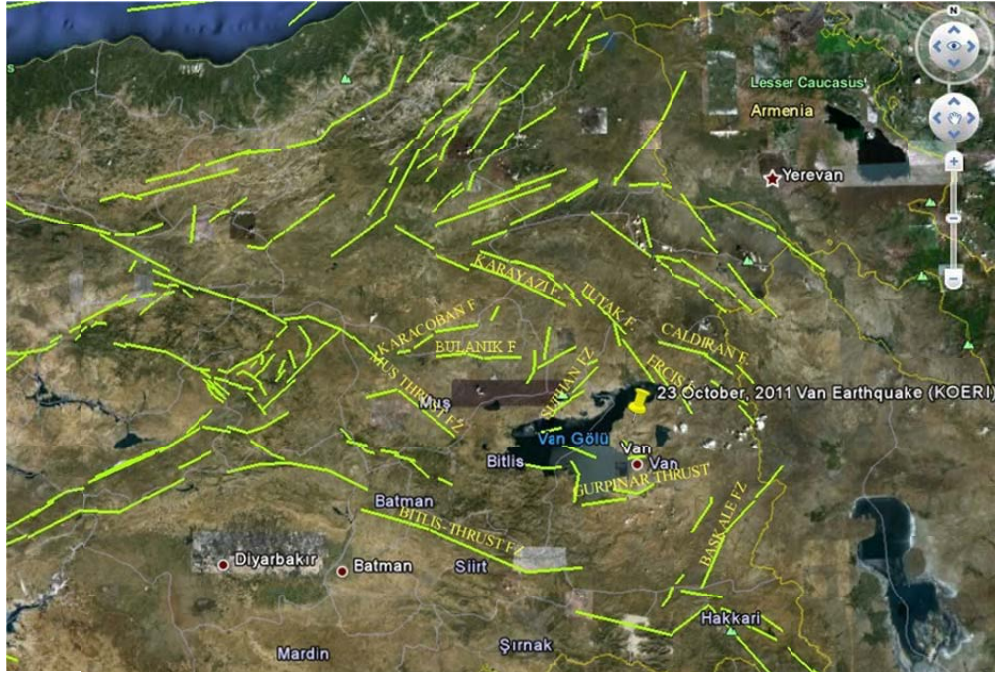 N
s
Lesser Caucasus
Armenia
Yerevan
KARAYAZI F.
TUTAK F.
KARACOBAN F.
CALDIRAN F.
BULANIK F
ERCIS F.
MUS THRUST FZ
SUPHAN FZ
23 October, 2011 Van Earthquake (KOERI)
Muş
Van Gölü
Van
Bitlis
Van
GURPINAR THRUST
Batman
BASKALE FZ
BITLIS-THRUST FZ
Diyarbakır
Batman
Siirt
Hakkari
Şırnak
Mardin